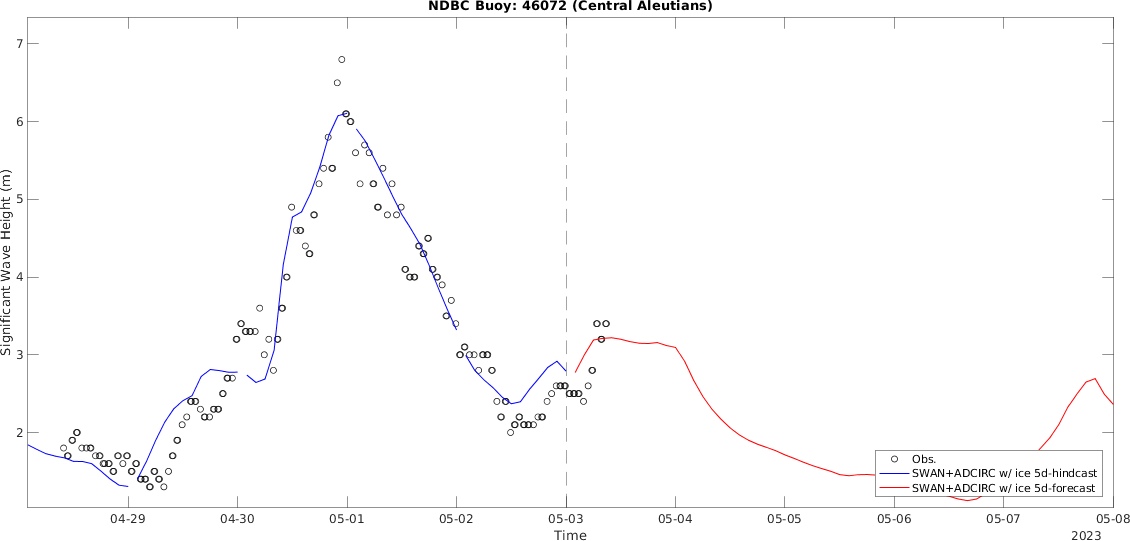 NDBC Buoy: 46072 (Central Aleutians)
Significant Wave Height (m)
7
6
5
4
3
2
Obs.
SWAN+ADCIRC w/ ice 5d-hindcast
SWAN+ADCIRC w/ ice 5d-forecast
04-29 04-30 05-01 05-02 05-03 05-04 05-05 05-06 05-07 05-08
Time
2023